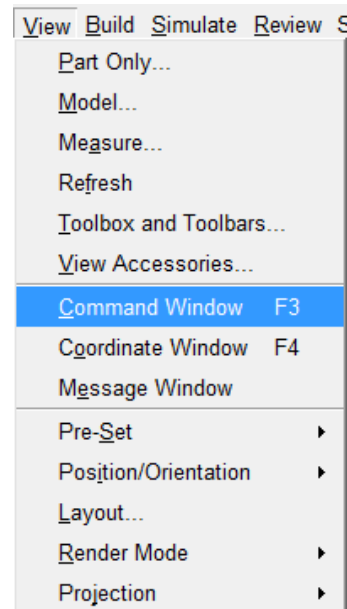 View Build Simulate Review S
Part Only...
Model...
Measure...
Refresh
Toolbox and Toolbars...
View Accessories...
Command Window F3
Coordinate Window F4
Message Window
Pre-Set
Position/Orientation
Layout...
Render Mode
Projection